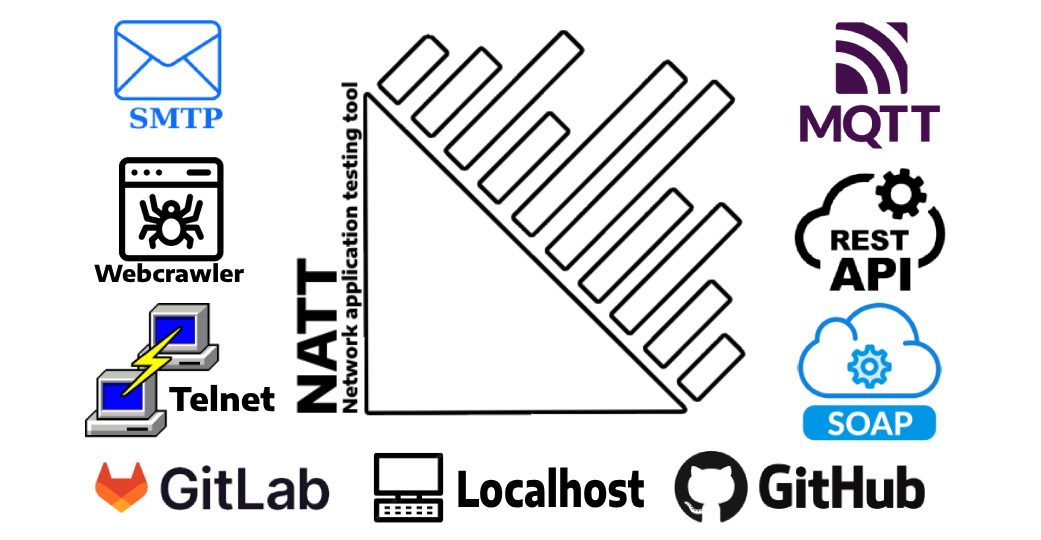 SMTP
Webcrawler
Telnet
NATT
Network application testing tool
MQTT
REST
API
SOAP
GitLab
Localhost
GitHub